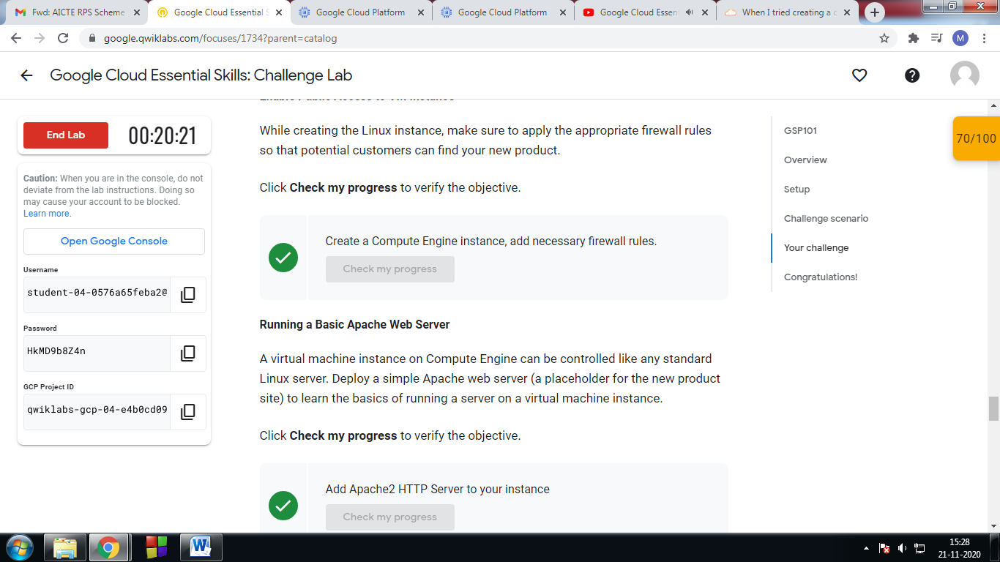 Fwd: AICTE RPS Scheme
Google Cloud Essential S
Google Cloud Platform
Google Cloud Platform
Google Cloud Essen
When I tried creating a c
google.qwiklabs.com/focuses/1734?parent=catalog
M
Google Cloud Essential Skills: Challenge Lab
End Lab
00:20:21
Caution: When you are in the console, do not
deviate from the lab instructions. Doing so
may cause your account to be blocked.
Learn more.
Open Google Console
Username
student-04-0576a65feba2@
Password
HkMD9b8Z4n
GCP Project ID
qwiklabs-gcp-04-e4b0cd09
Enable Public Access to VM Instance
While creating the Linux instance, make sure to apply the appropriate firewall rules
so that potential customers can find your new product.
Click Check my progress to verify the objective.
Create a Compute Engine instance, add necessary firewall rules.
Check my progress
Running a Basic Apache Web Server
A virtual machine instance on Compute Engine can be controlled like any standard
Linux server. Deploy a simple Apache web server (a placeholder for the new product
site) to learn the basics of running a server on a virtual machine instance.
Click Check my progress to verify the objective.
Add Apache2 HTTP Server to your instance
Check my progress
GSP101
Overview
Setup
Challenge scenario
Your challenge
Congratulations!
70/100
15:28
21-11-2020